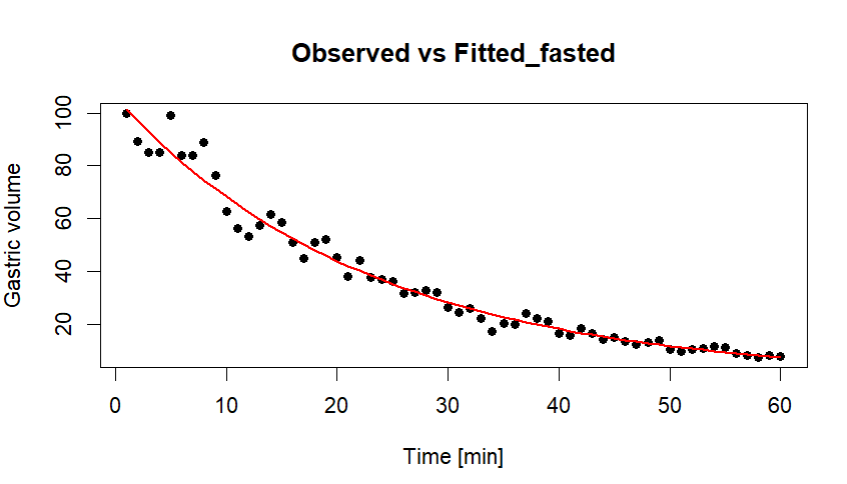 Observed vs Fitted_fasted
Gastric volume
100
80
60
40
20
0 10 20 30 40 50 60
Time [min]